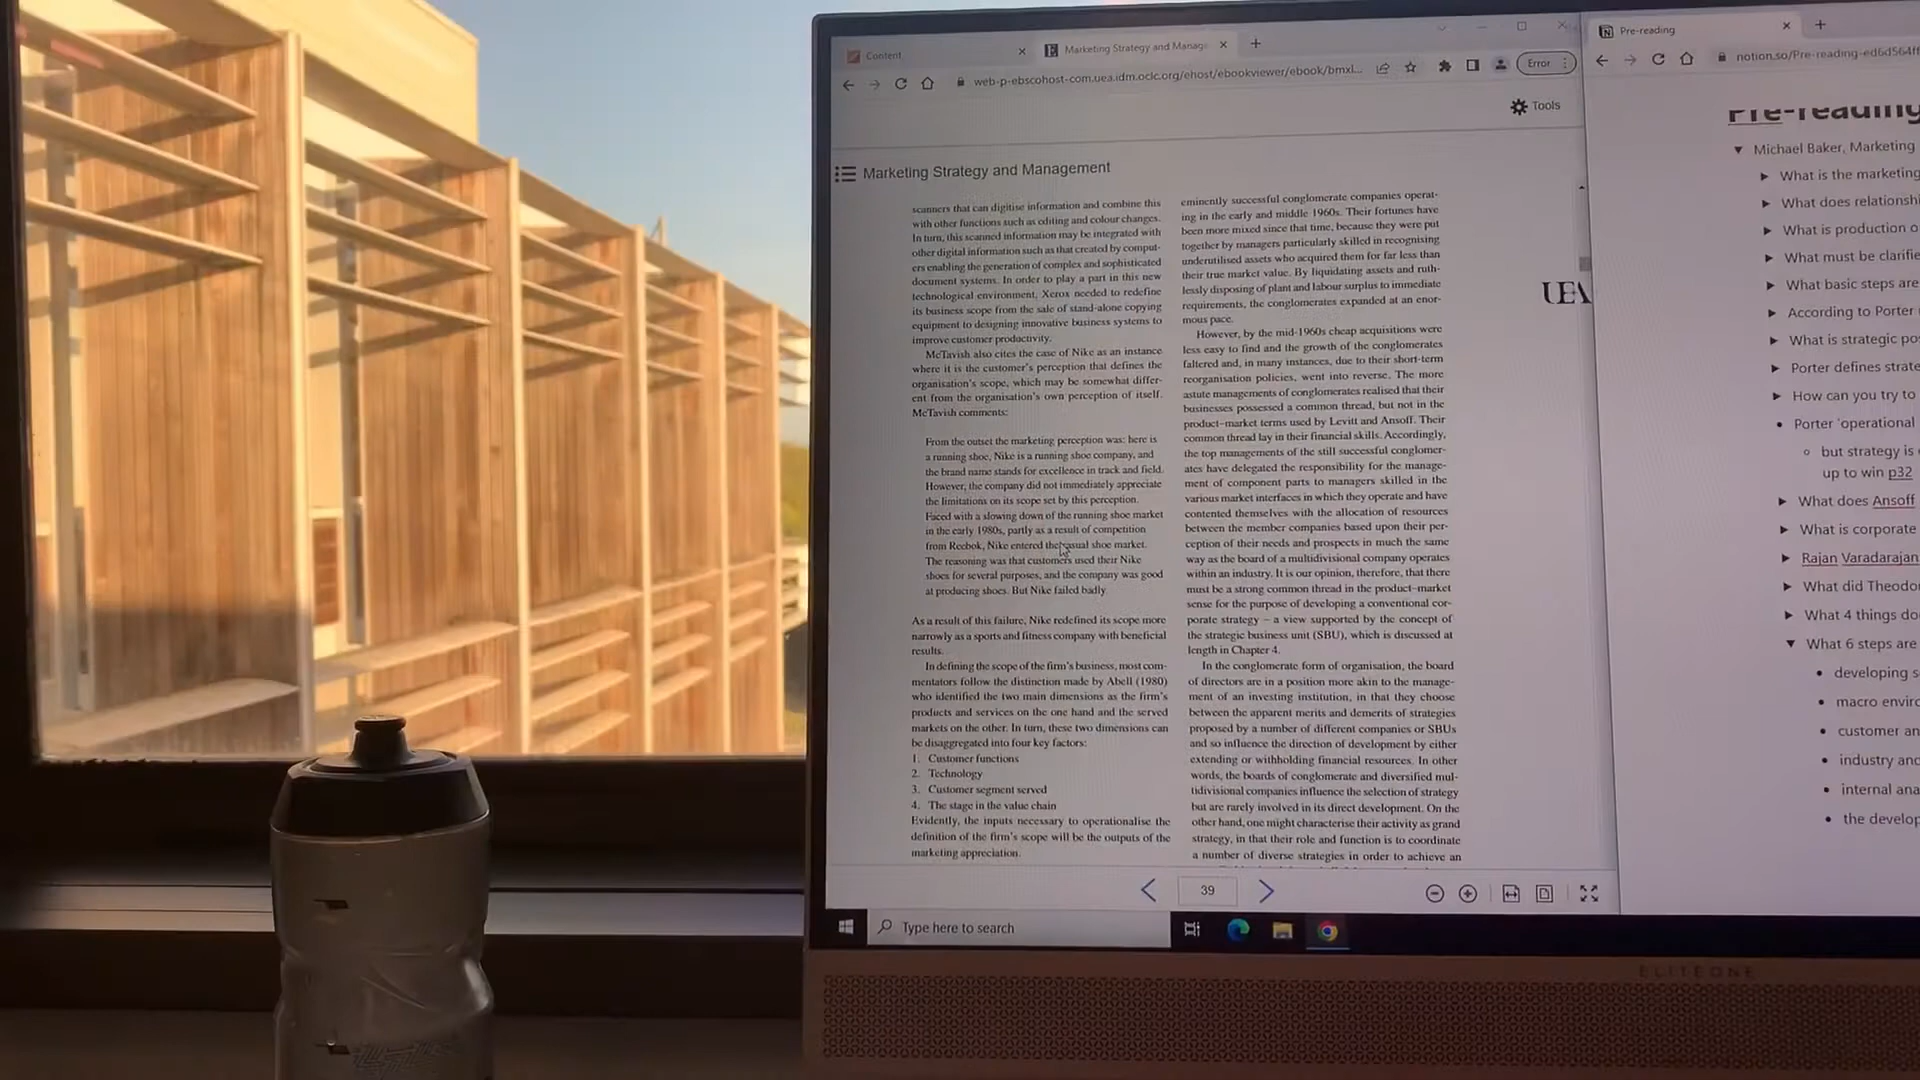 Content
Marketing Strategy and Manag
web-p-ebscohost-com.uea.idm.oclc.org/ehost/ebookviewer/ebook/bmxl...
Error
Tools
Marketing Strategy and Management
scanners that can digitise information and combine this
with other functions such as editing and colour changes.
In turn, this scanned information may be integrated with
other digital information such as that created by comput-
ers enabling the generation of complex and sophisticated
document systems. In order to play a part in this new
technological environment, Xerox needed to redefine
its business scope from the sale of stand-alone copying
equipment to designing innovative business systems to
improve customer productivity.
McTavish also cites the case of Nike as an instance
where it is the customer's perception that defines the
organisation's scope, which may be somewhat differ-
ent from the organisation's own perception of itself.
McTavish comments:
From the outset the marketing perception was: here is
a running shoe, Nike is a running shoe company, and
the brand name stands for excellence in track and field.
However, the company did not immediately appreciate
the limitations on its scope set by this perception.
Faced with a slowing down of the running shoe market
in the early 1980s, partly as a result of competition
from Reebok, Nike entered the casual shoe market.
The reasoning was that customers used their Nike
shoes for several purposes, and the company was good
at producing shoes. But Nike failed badly.
As a result of this failure, Nike redefined its scope more
narrowly as a sports and fitness company with beneficial
results.
In defining the scope of the firm's business, most com-
mentators follow the distinction made by Abell (1980)
who identified the two main dimensions as the firm's
products and services on the one hand and the served
markets on the other. In turn, these two dimensions can
be disaggregated into four key factors:
1. Customer functions
2. Technology
3. Customer segment served
4. The stage in the value chain
Evidently, the inputs necessary to operationalise the
definition of the firm's scope will be the outputs of the
marketing appreciation.
eminently successful conglomerate companies operat-
ing in the early and middle 1960s. Their fortunes have
been more mixed since that time, because they were put
together by managers particularly skilled in recognising
underutilised assets who acquired them for far less than
their true market value. By liquidating assets and ruth-
lessly disposing of plant and labour surplus to immediate
requirements, the conglomerates expanded at an enor-
mous pace.
However, by the mid-1960s cheap acquisitions were
less easy to find and the growth of the conglomerates
faltered and, in many instances, due to their short-term
reorganisation policies, went into reverse. The more
astute managements of conglomerates realised that their
businesses possessed a common thread, but not in the
product–market terms used by Levitt and Ansoff. Their
common thread lay in their financial skills. Accordingly,
the top managements of the still successful conglomer-
ates have delegated the responsibility for the manage-
ment of component parts to managers skilled in the
various market interfaces in which they operate and have
contented themselves with the allocation of resources
between the member companies based upon their per-
ception of their needs and prospects in much the same
way as the board of a multidivisional company operates
within an industry. It is our opinion, therefore, that there
must be a strong common thread in the product–market
sense for the purpose of developing a conventional cor-
porate strategy – a view supported by the concept of
the strategic business unit (SBU), which is discussed at
length in Chapter 4.
In the conglomerate form of organisation, the board
of directors are in a position more akin to the manage-
ment of an investing institution, in that they choose
between the apparent merits and demerits of strategies
proposed by a number of different companies or SBUs
and so influence the direction of development by either
extending or withholding financial resources. In other
words, the boards of conglomerate and diversified mul-
tidivisional companies influence the selection of strategy
but are rarely involved in its direct development. On the
other hand, one might characterise their activity as grand
strategy, in that their role and function is to coordinate
a number of diverse strategies in order to achieve an
UEA
39
Type here to search
ELITEONE
Pre-reading
notion.so/Pre-reading-ed6d564ff
Pre-reading
Michael Baker, Marketing
What is the marketing
What does relationshi
What is production o
What must be clarifie
What basic steps are
According to Porter
What is strategic po
Porter defines strate
How can you try to
Porter 'operational
but strategy is
up to win p32
What does Ansoff
What is corporate
Rajan Varadarajan
What did Theodo
What 4 things do
What 6 steps are
developing s
macro enviro
customer an
industry and
internal ana
the develop